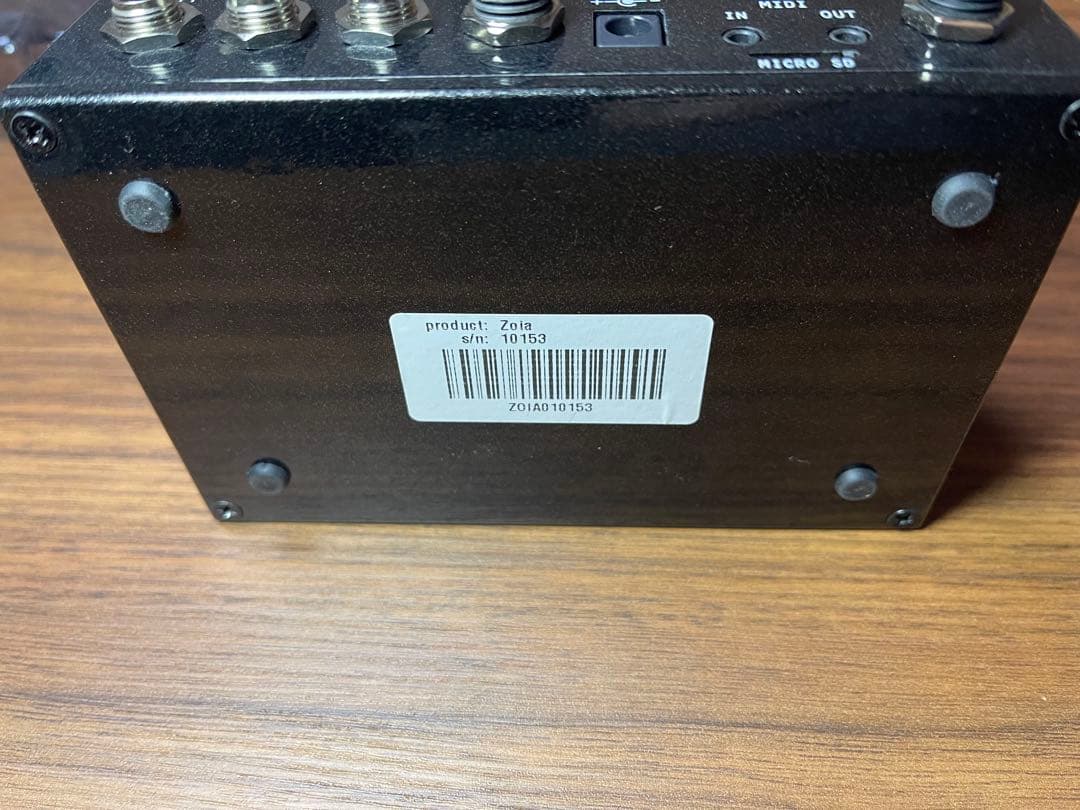 MIDI
IN OUT
MICRO SD
product: Zoia
s/n: 10153
ZOIA010153